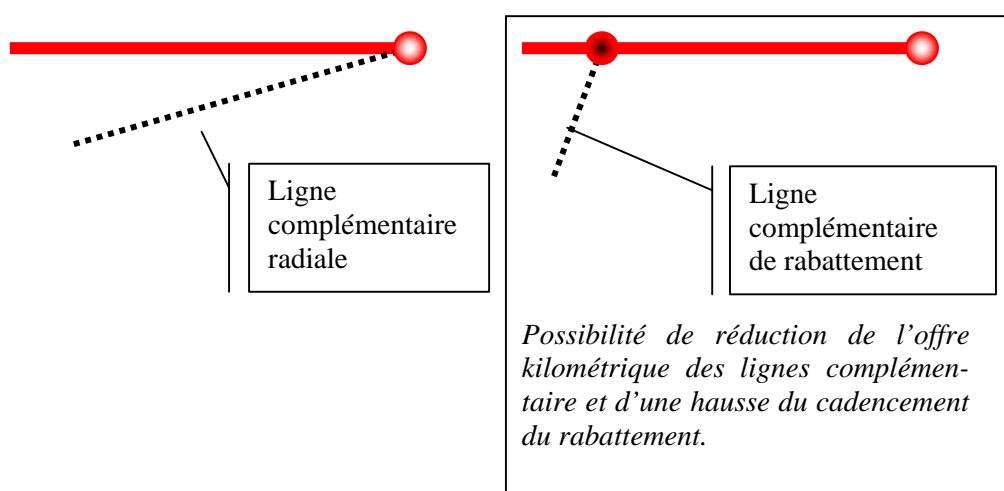 Ligne
complémentaire
radiale
Ligne
complémentaire
de rabattement
Possibilité de réduction de l’offre
kilométrique des lignes complémen-
taire et d’une hausse du cadencement
du rabattement.